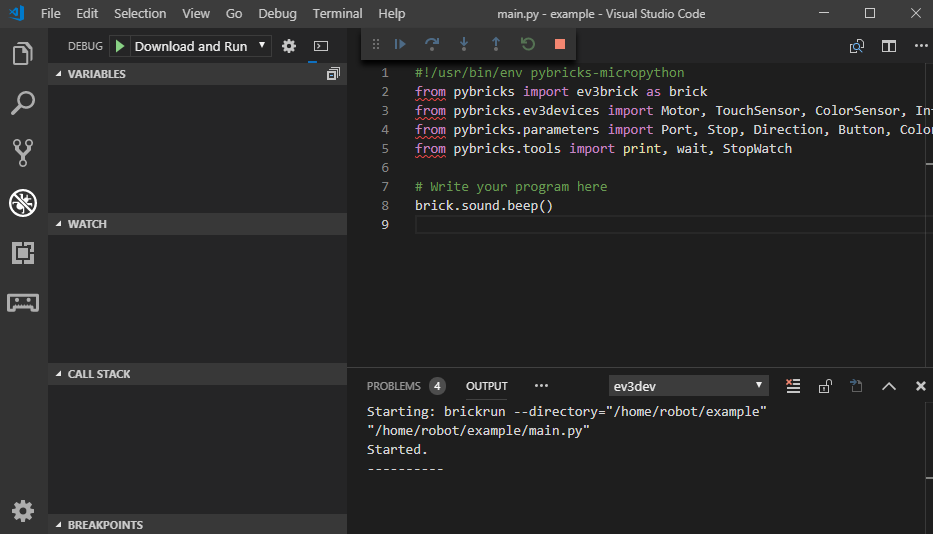 File Edit Selection View Go Debug Terminal Help main.py - example - Visual Studio Code
DEBUG Download and Run
VARIABLES
WATCH
CALL STACK
BREAKPOINTS
1 #!/usr/bin/env pybricks-micropython
2 from pybricks import ev3brick as brick
3 from pybricks.ev3devices import Motor, TouchSensor, ColorSensor, In
4 from pybricks.parameters import Port, Stop, Direction, Button, Color
5 from pybricks.tools import print, wait, StopWatch
6
7 # Write your program here
8 brick.sound.beep()
9
PROBLEMS 4 OUTPUT ••• ev3dev
Starting: brickrun --directory="/home/robot/example"
"/home/robot/example/main.py"
Started.
----------